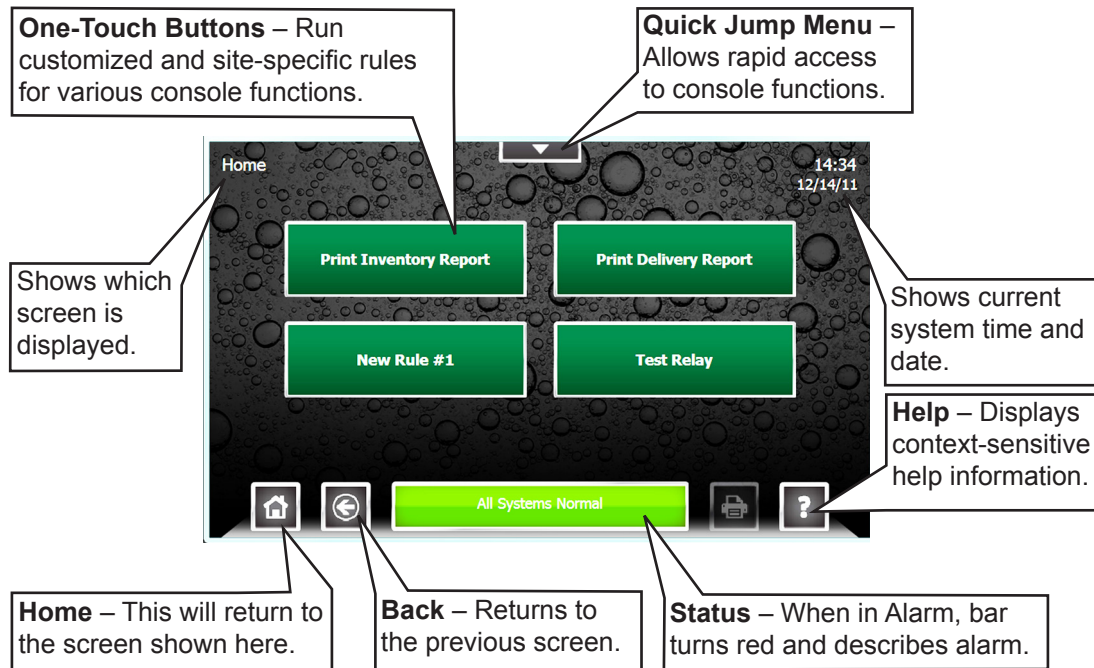 One-Touch Buttons – Run
customized and site-specific rules
for various console functions.
Quick Jump Menu –
Allows rapid access
to console functions.
Home
14:34
12/14/11
Print Inventory Report
Print Delivery Report
Shows which
screen is
displayed.
Shows current
system time and
date.
New Rule #1
Test Relay
Help – Displays
context-sensitive
help information.
All Systems Normal
?
Home – This will return to
the screen shown here.
Back – Returns to
the previous screen.
Status – When in Alarm, bar
turns red and describes alarm.